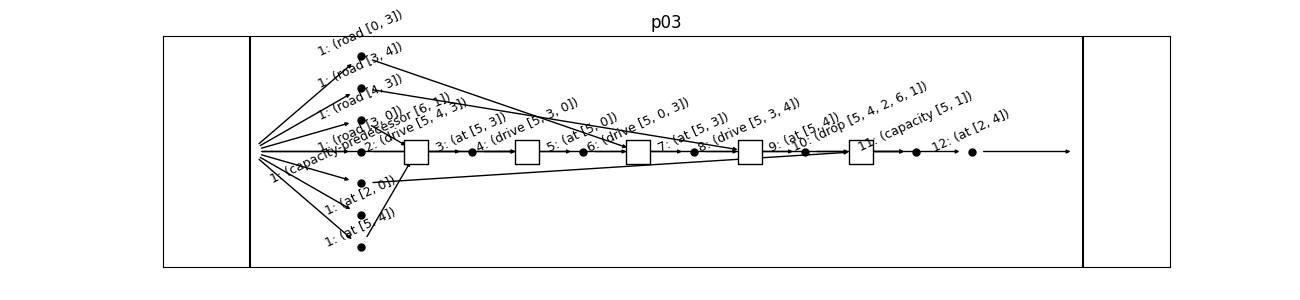 p03
1: (road [0, 3])
1: (road [3, 4])
1: (road [4, 3])
1: (road [3, 0])
1: (capacity-predecessor [6, 1])
1: (at [2, 0])
1: (at [5, 4])
2: (drive [5, 4, 3])
3: (at [5, 3])
4: (drive [5, 3, 0])
5: (at [5, 0])
6: (drive [5, 0, 3])
7: (at [5, 3])
8: (drive [5, 3, 4])
9: (at [5, 4])
10: (drop [5, 4, 2, 6, 1])
11: (capacity [5, 1])
12: (at [2, 4])